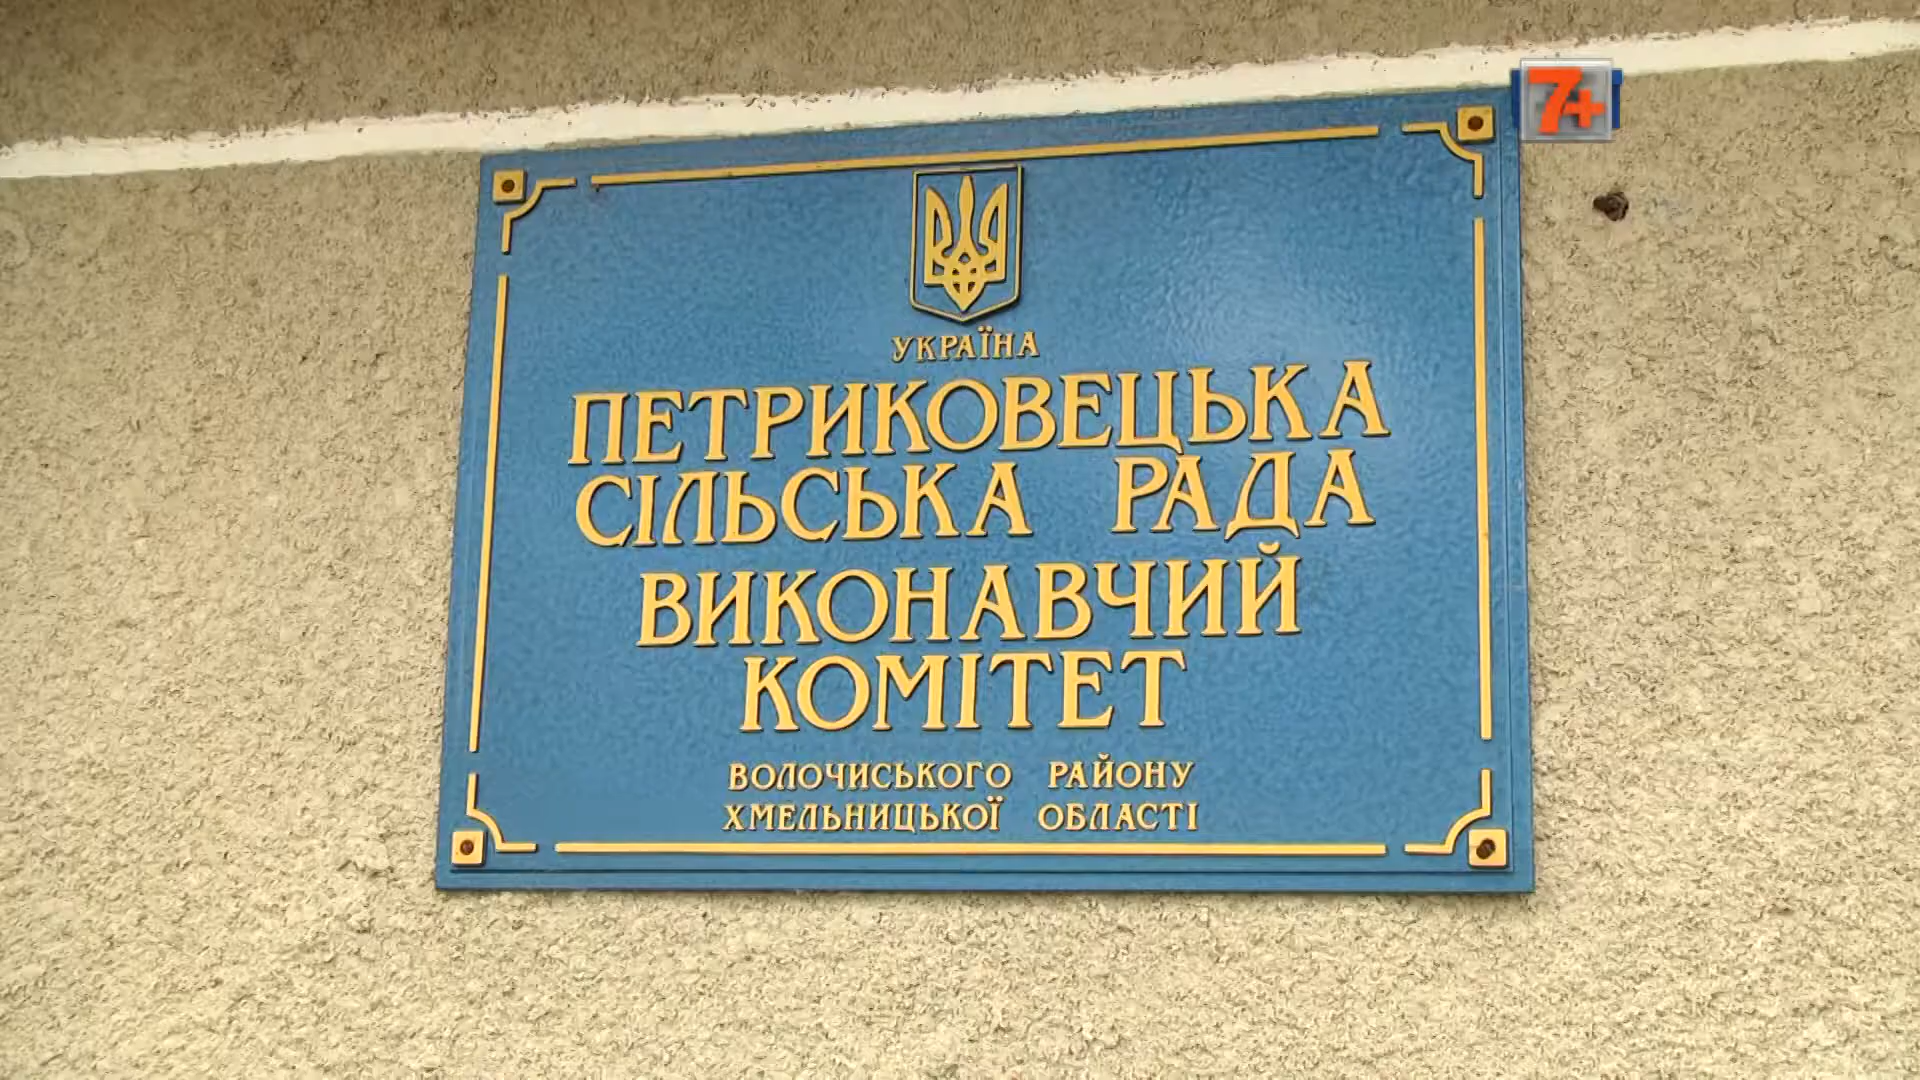 7+
УКРАЇНА
ПЕТРИКОВЕЦЬКА
СІЛЬСЬКА РАДА
ВИКОНАВЧИЙ
КОМІТЕТ
ВОЛОЧИСЬКОГО РАЙОНУ
ХМЕЛЬНИЦЬКОЇ ОБЛАСТІ